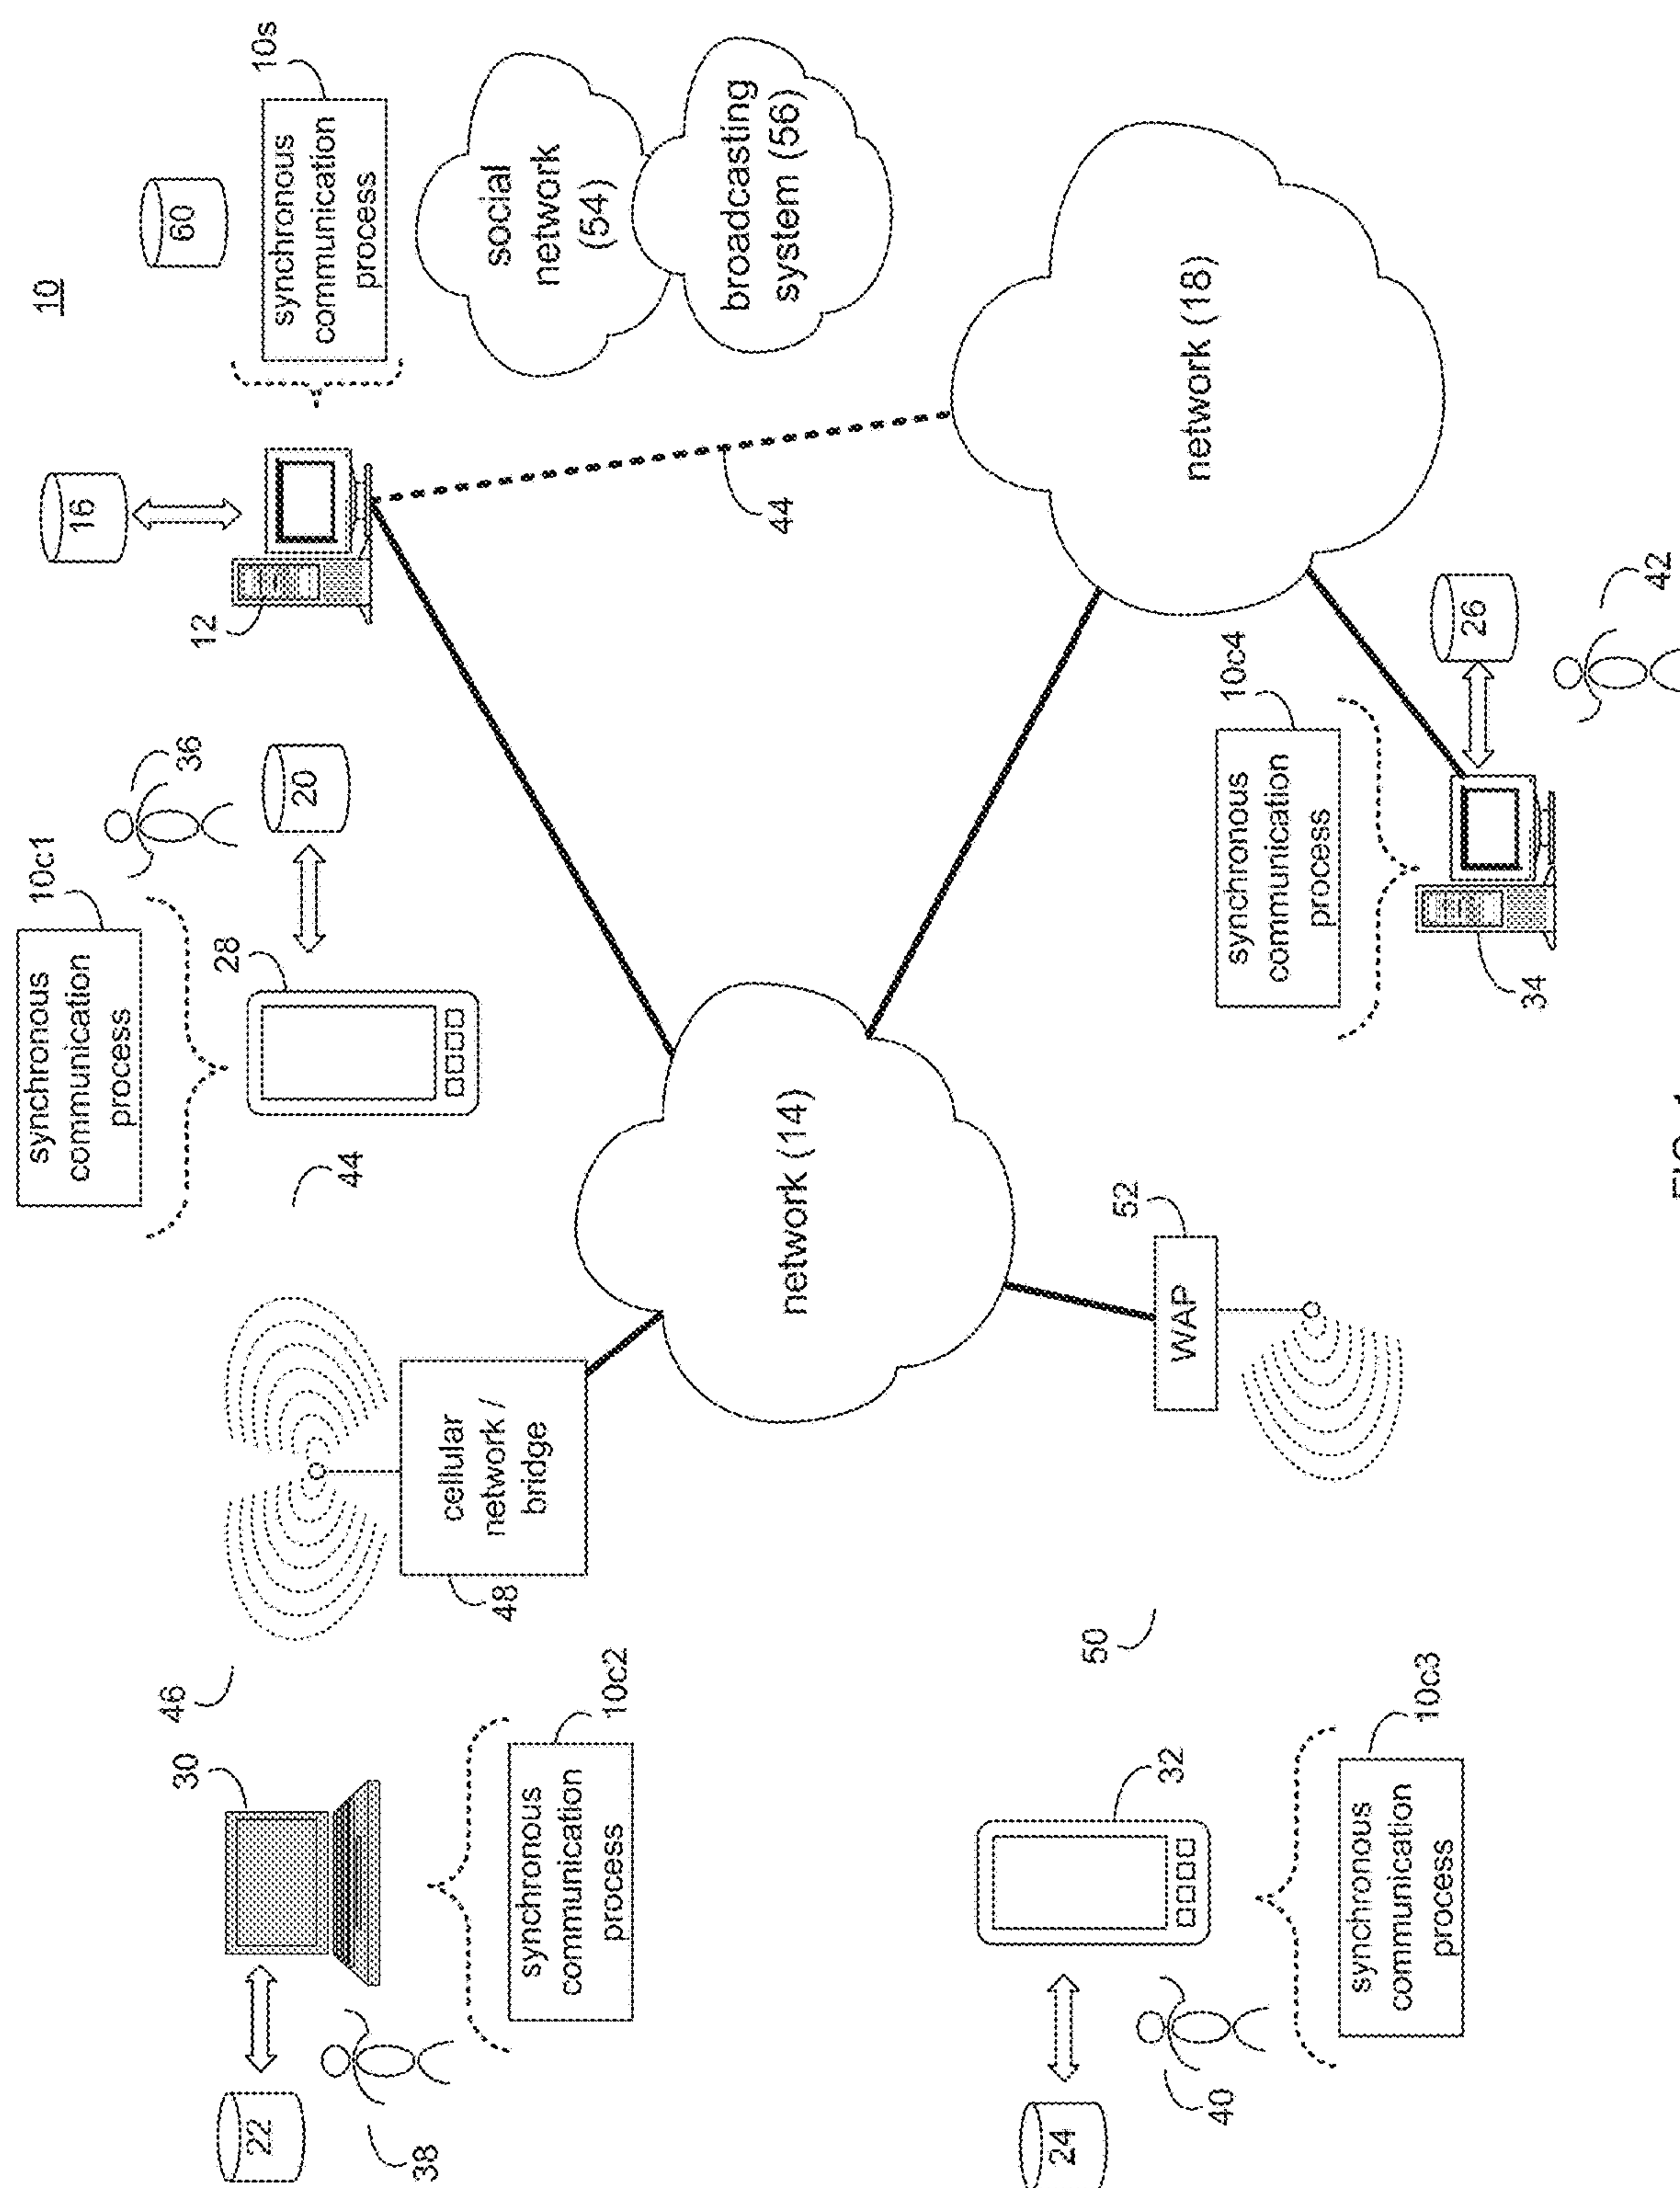 10
60
10s
synchronous
communication
process
social
network
(54)
broadcasting
system (56)
16
12
44
network (18)
36
20
10c1
synchronous
communication
process
28
44
10c4
synchronous
communication
process
26
42
34
network (14)
52
WAP
cellular
network /
bridge
48
46
50
30
10c2
synchronous
communication
process
22
38
32
10c3
synchronous
communication
process
24
40